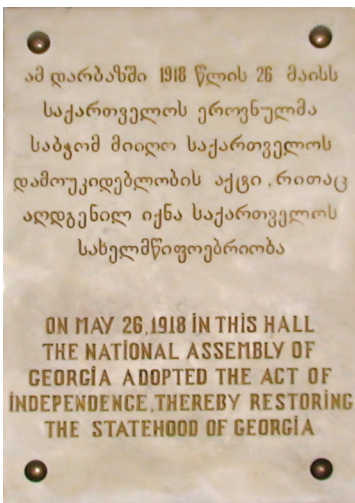 ამ დარბაზში 1918 წლის 26 მაისს
საქართველოს ეროვნულმა
საბჭომ მიიღო საქართველოს
დამოუკიდებლობის აქტი, რითაც
აღდგენილ იქნა საქართველოს
სახელმწიფოებრიობა
ON MAY 26, 1918 IN THIS HALL
THE NATIONAL ASSEMBLY OF
GEORGIA ADOPTED THE ACT OF
INDEPENDENCE, THEREBY RESTORING
THE STATEHOOD OF GEORGIA